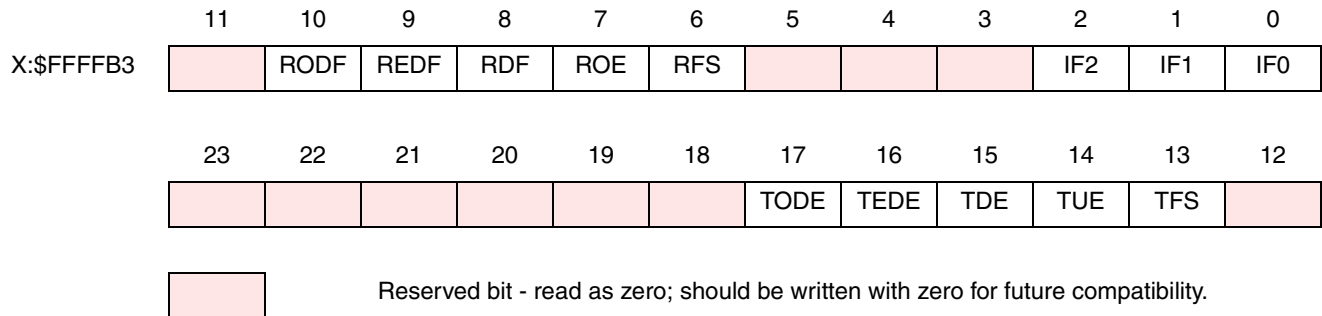 11 10 9 8 7 6 5 4 3 2 1 0
X:$FFFFB3 RODF REDF RDF ROE RFS IF2 IF1 IF0
23 22 21 20 19 18 17 16 15 14 13 12
TODE TEDE TDE TUE TFS
Reserved bit - read as zero; should be written with zero for future compatibility.